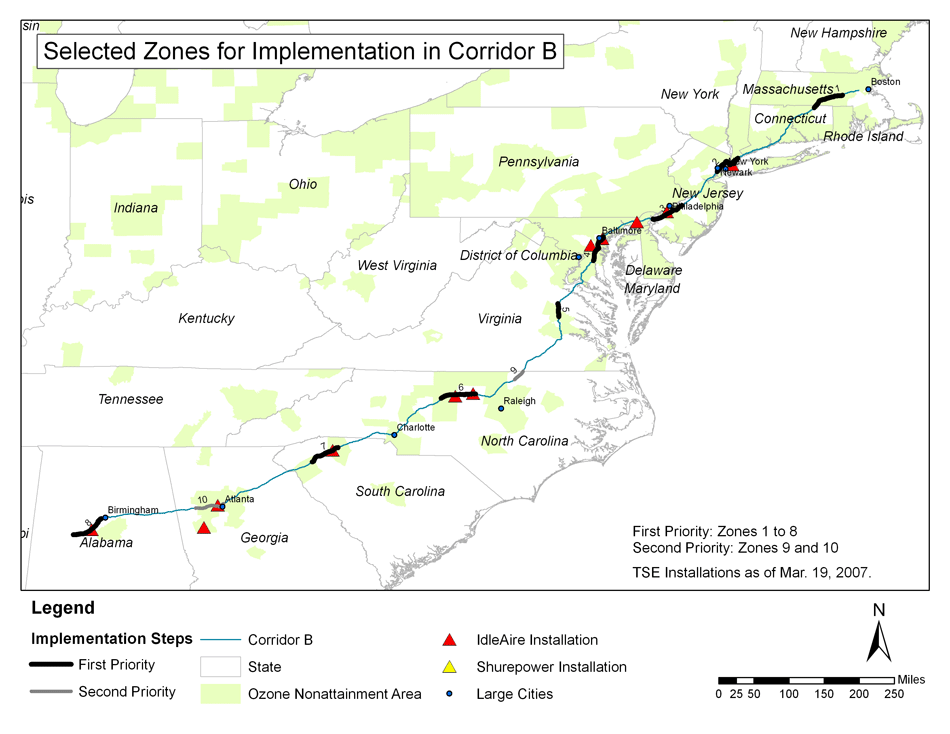 sin
Selected Zones for Implementation in Corridor B
New Hampshire
Boston
Massachusetts
1
New York
Connecticut
Rhode Island
Pennsylvania
2
New York
Newark
Ohio
New Jersey
Indiana
3
Philadelphia
Baltimore
District of Columbia
4
West Virginia
Delaware
Maryland
Kentucky
Virginia
5
9
6
Tennessee
Raleigh
Charlotte
7
North Carolina
South Carolina
10
Atlanta
Birmingham
8
Alabama
Georgia
First Priority: Zones 1 to 8
Second Priority: Zones 9 and 10
TSE Installations as of Mar. 19, 2007.
Legend
Implementation Steps
First Priority
Second Priority
Corridor B
State
Ozone Nonattainment Area
IdleAire Installation
Shurepower Installation
Large Cities
N
Miles
0 25 50 100 150 200 250